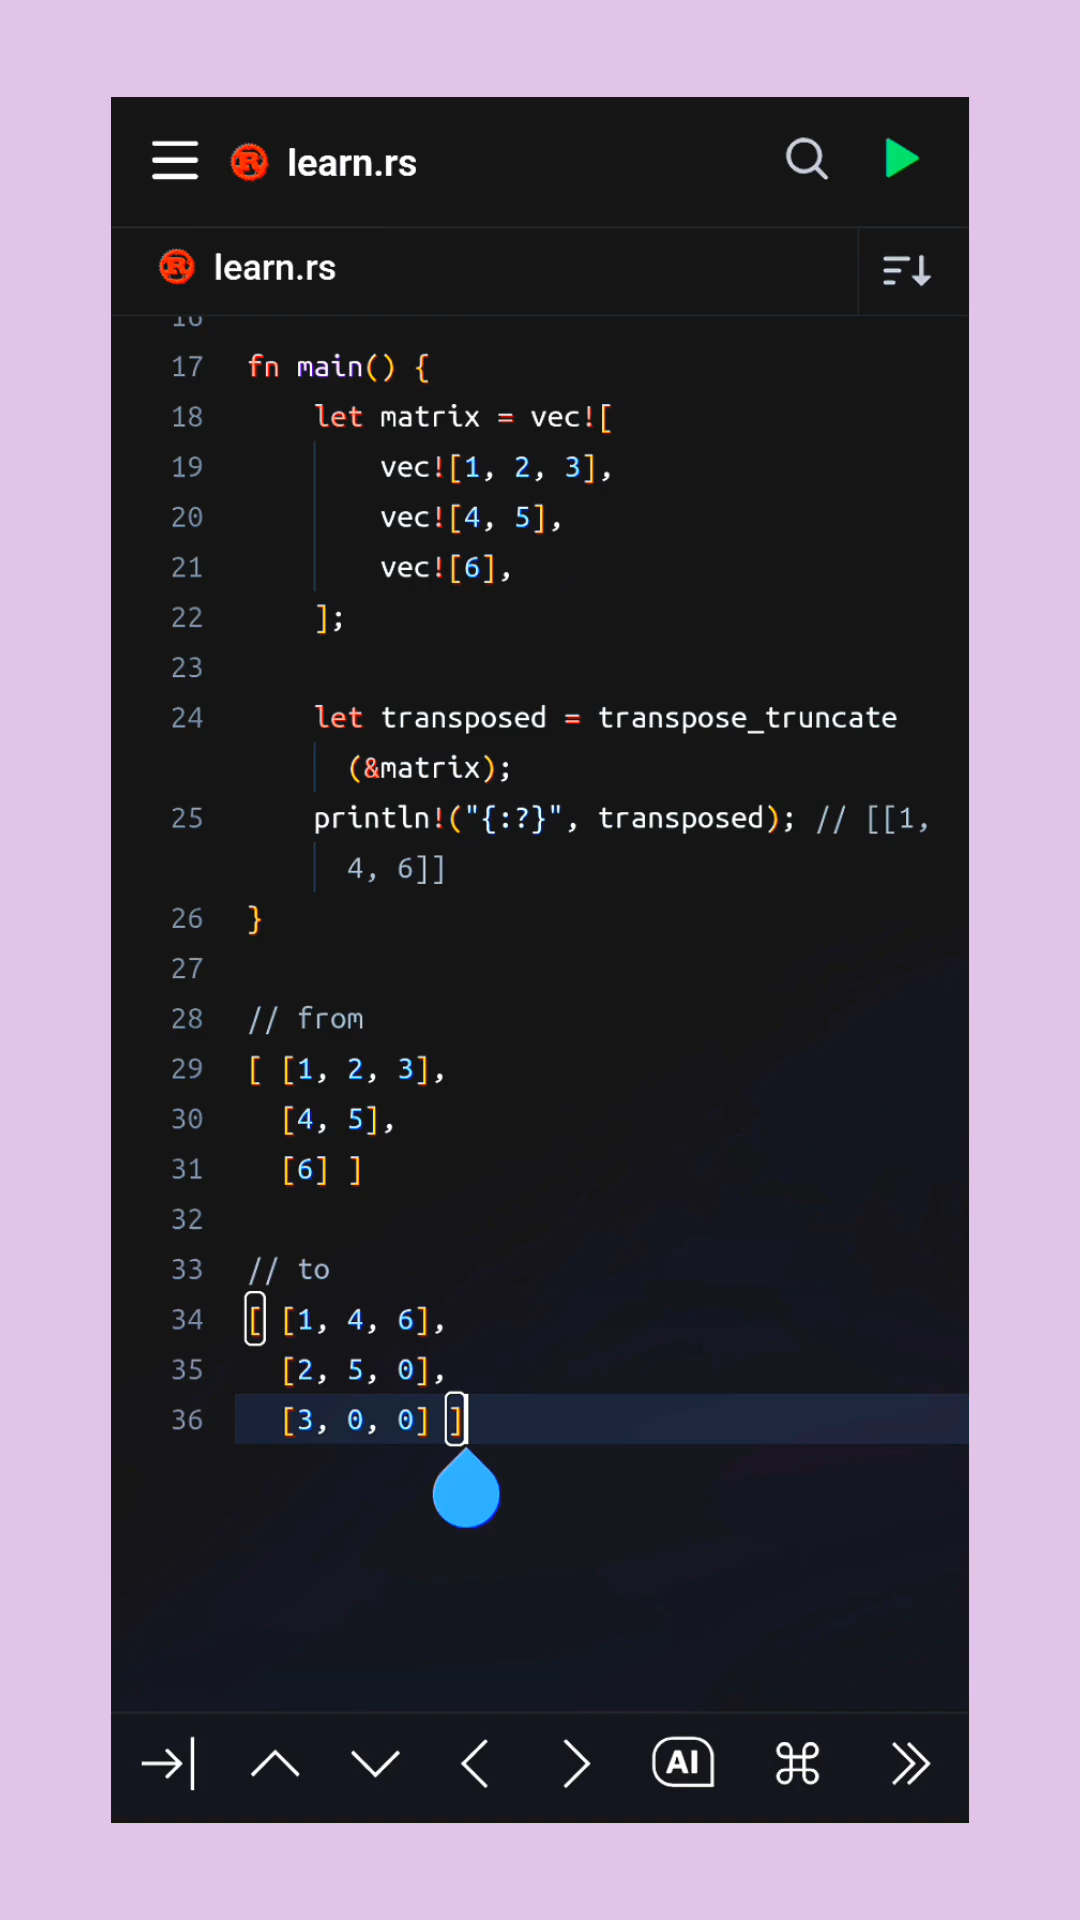 learn.rs
learn.rs
16
17 fn main() {
18 let matrix = vec![
19 vec![1, 2, 3],
20 vec![4, 5],
21 vec![6],
22 ];
23
24 let transposed = transpose_truncate
(&matrix);
25 println!("{:?}", transposed); // [[1,
4, 6]]
26 }
27
28 // from
29 [ [1, 2, 3],
30 [4, 5],
31 [6] ]
32
33 // to
34 [ [1, 4, 6],
35 [2, 5, 0],
36 [3, 0, 0] ]
AI